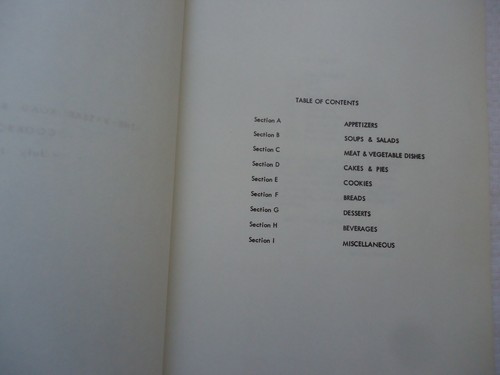 TABLE OF CONTENTS
Section A APPETIZERS
Section B SOUPS & SALADS
Section C MEAT & VEGETABLE DISHES
Section D CAKES & PIES
Section E COOKIES
Section F BREADS
Section G DESSERTS
Section H BEVERAGES
Section I MISCELLANEOUS